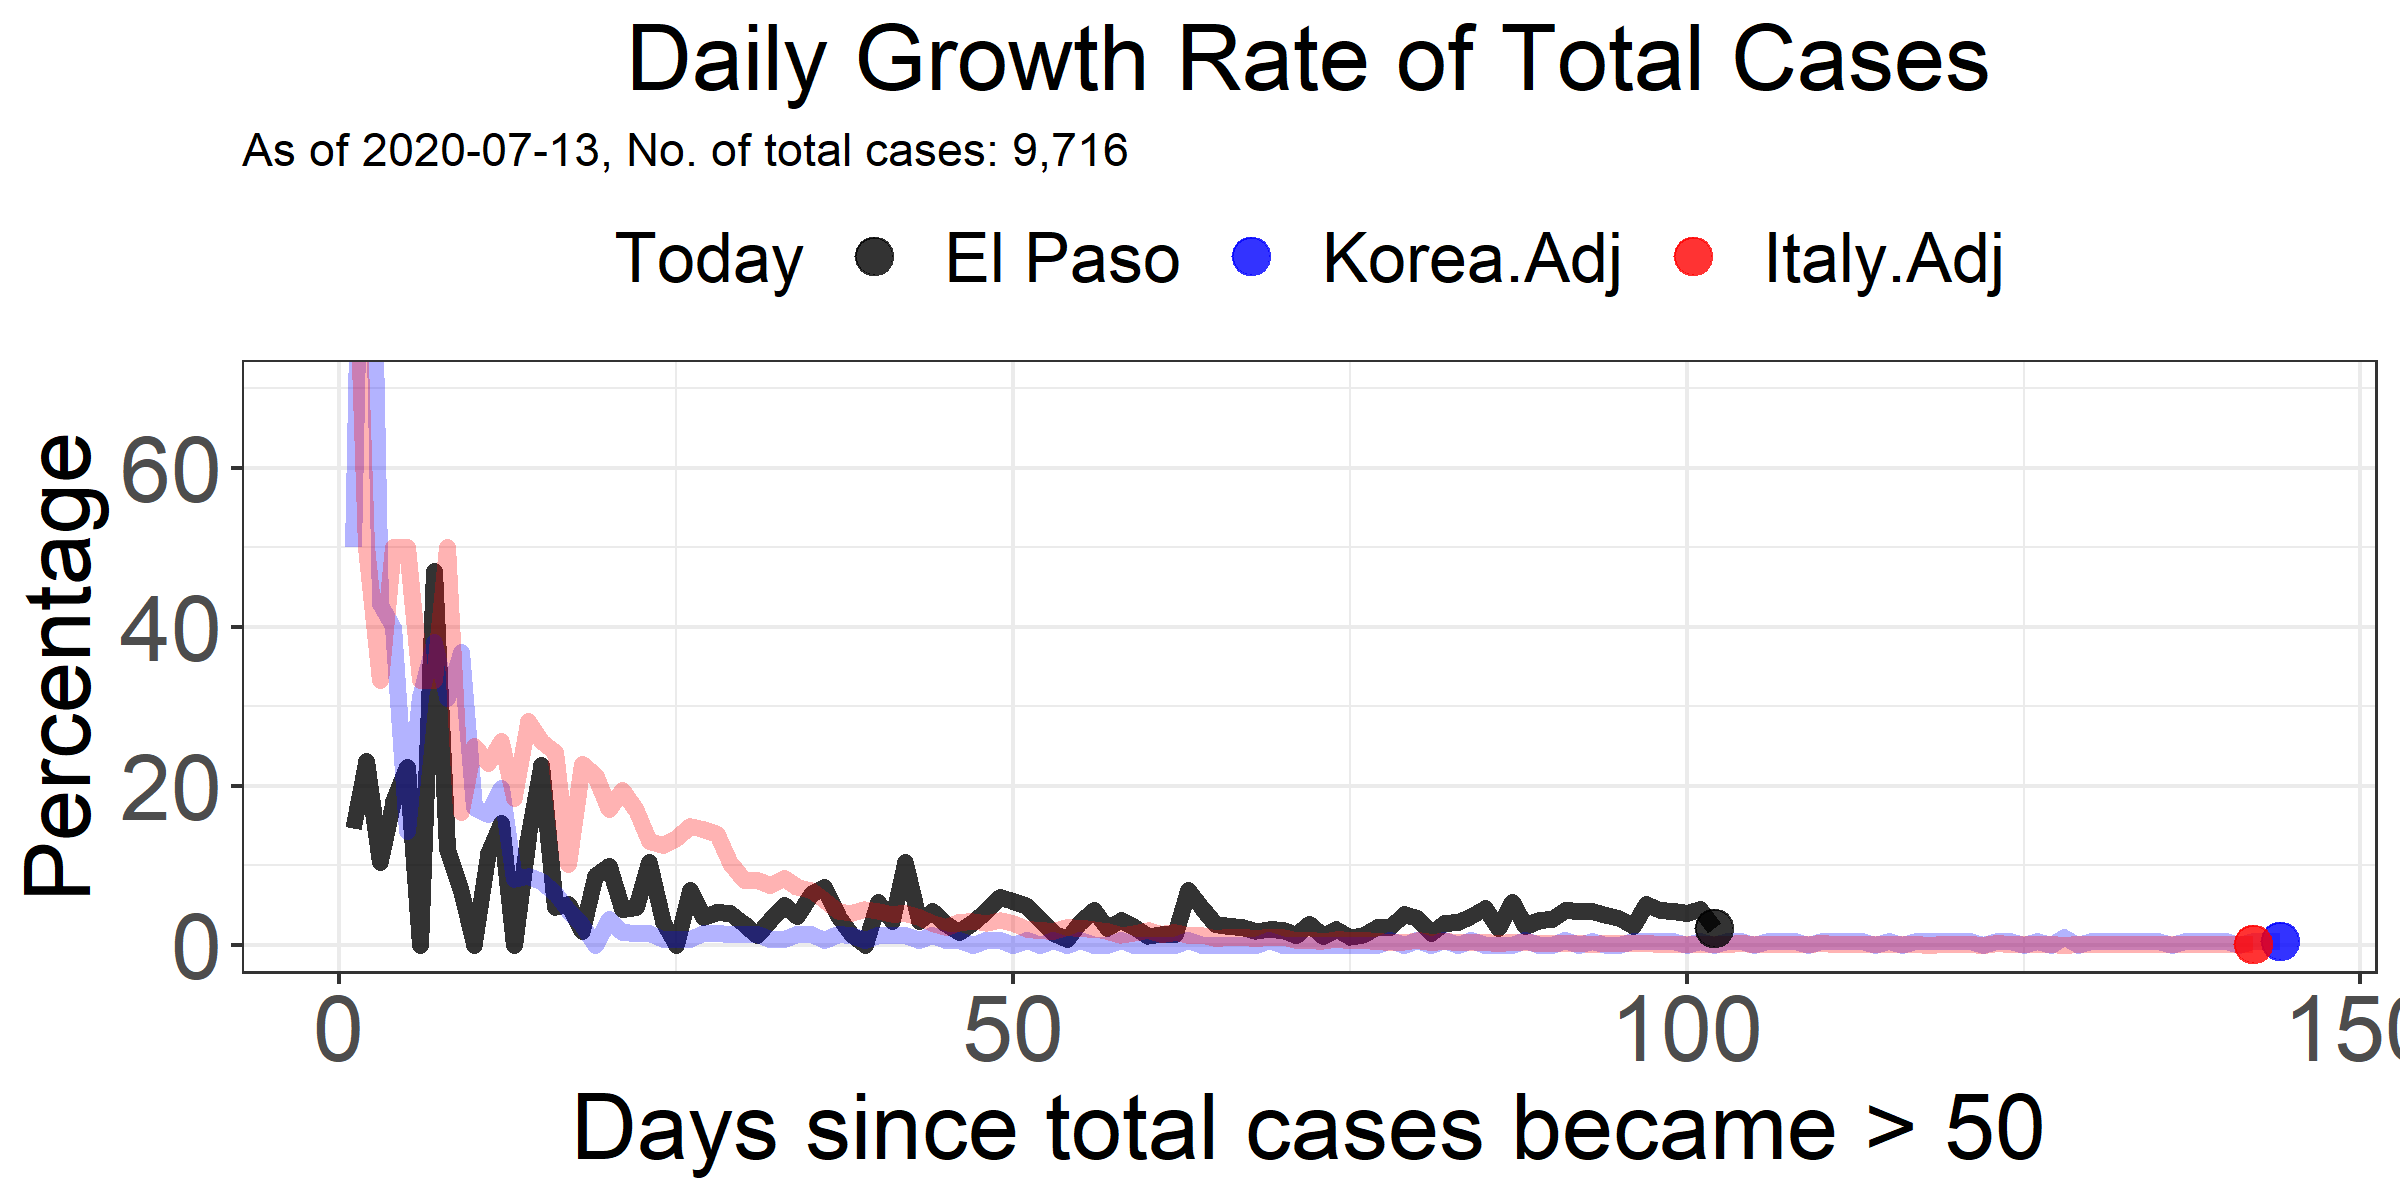 Daily Growth Rate of Total Cases
As of 2020-07-13, No. of total cases: 9,716
Today El Paso Korea.Adj Italy.Adj
Percentage
60
40
20
0
0 50 100 150
Days since total cases became > 50